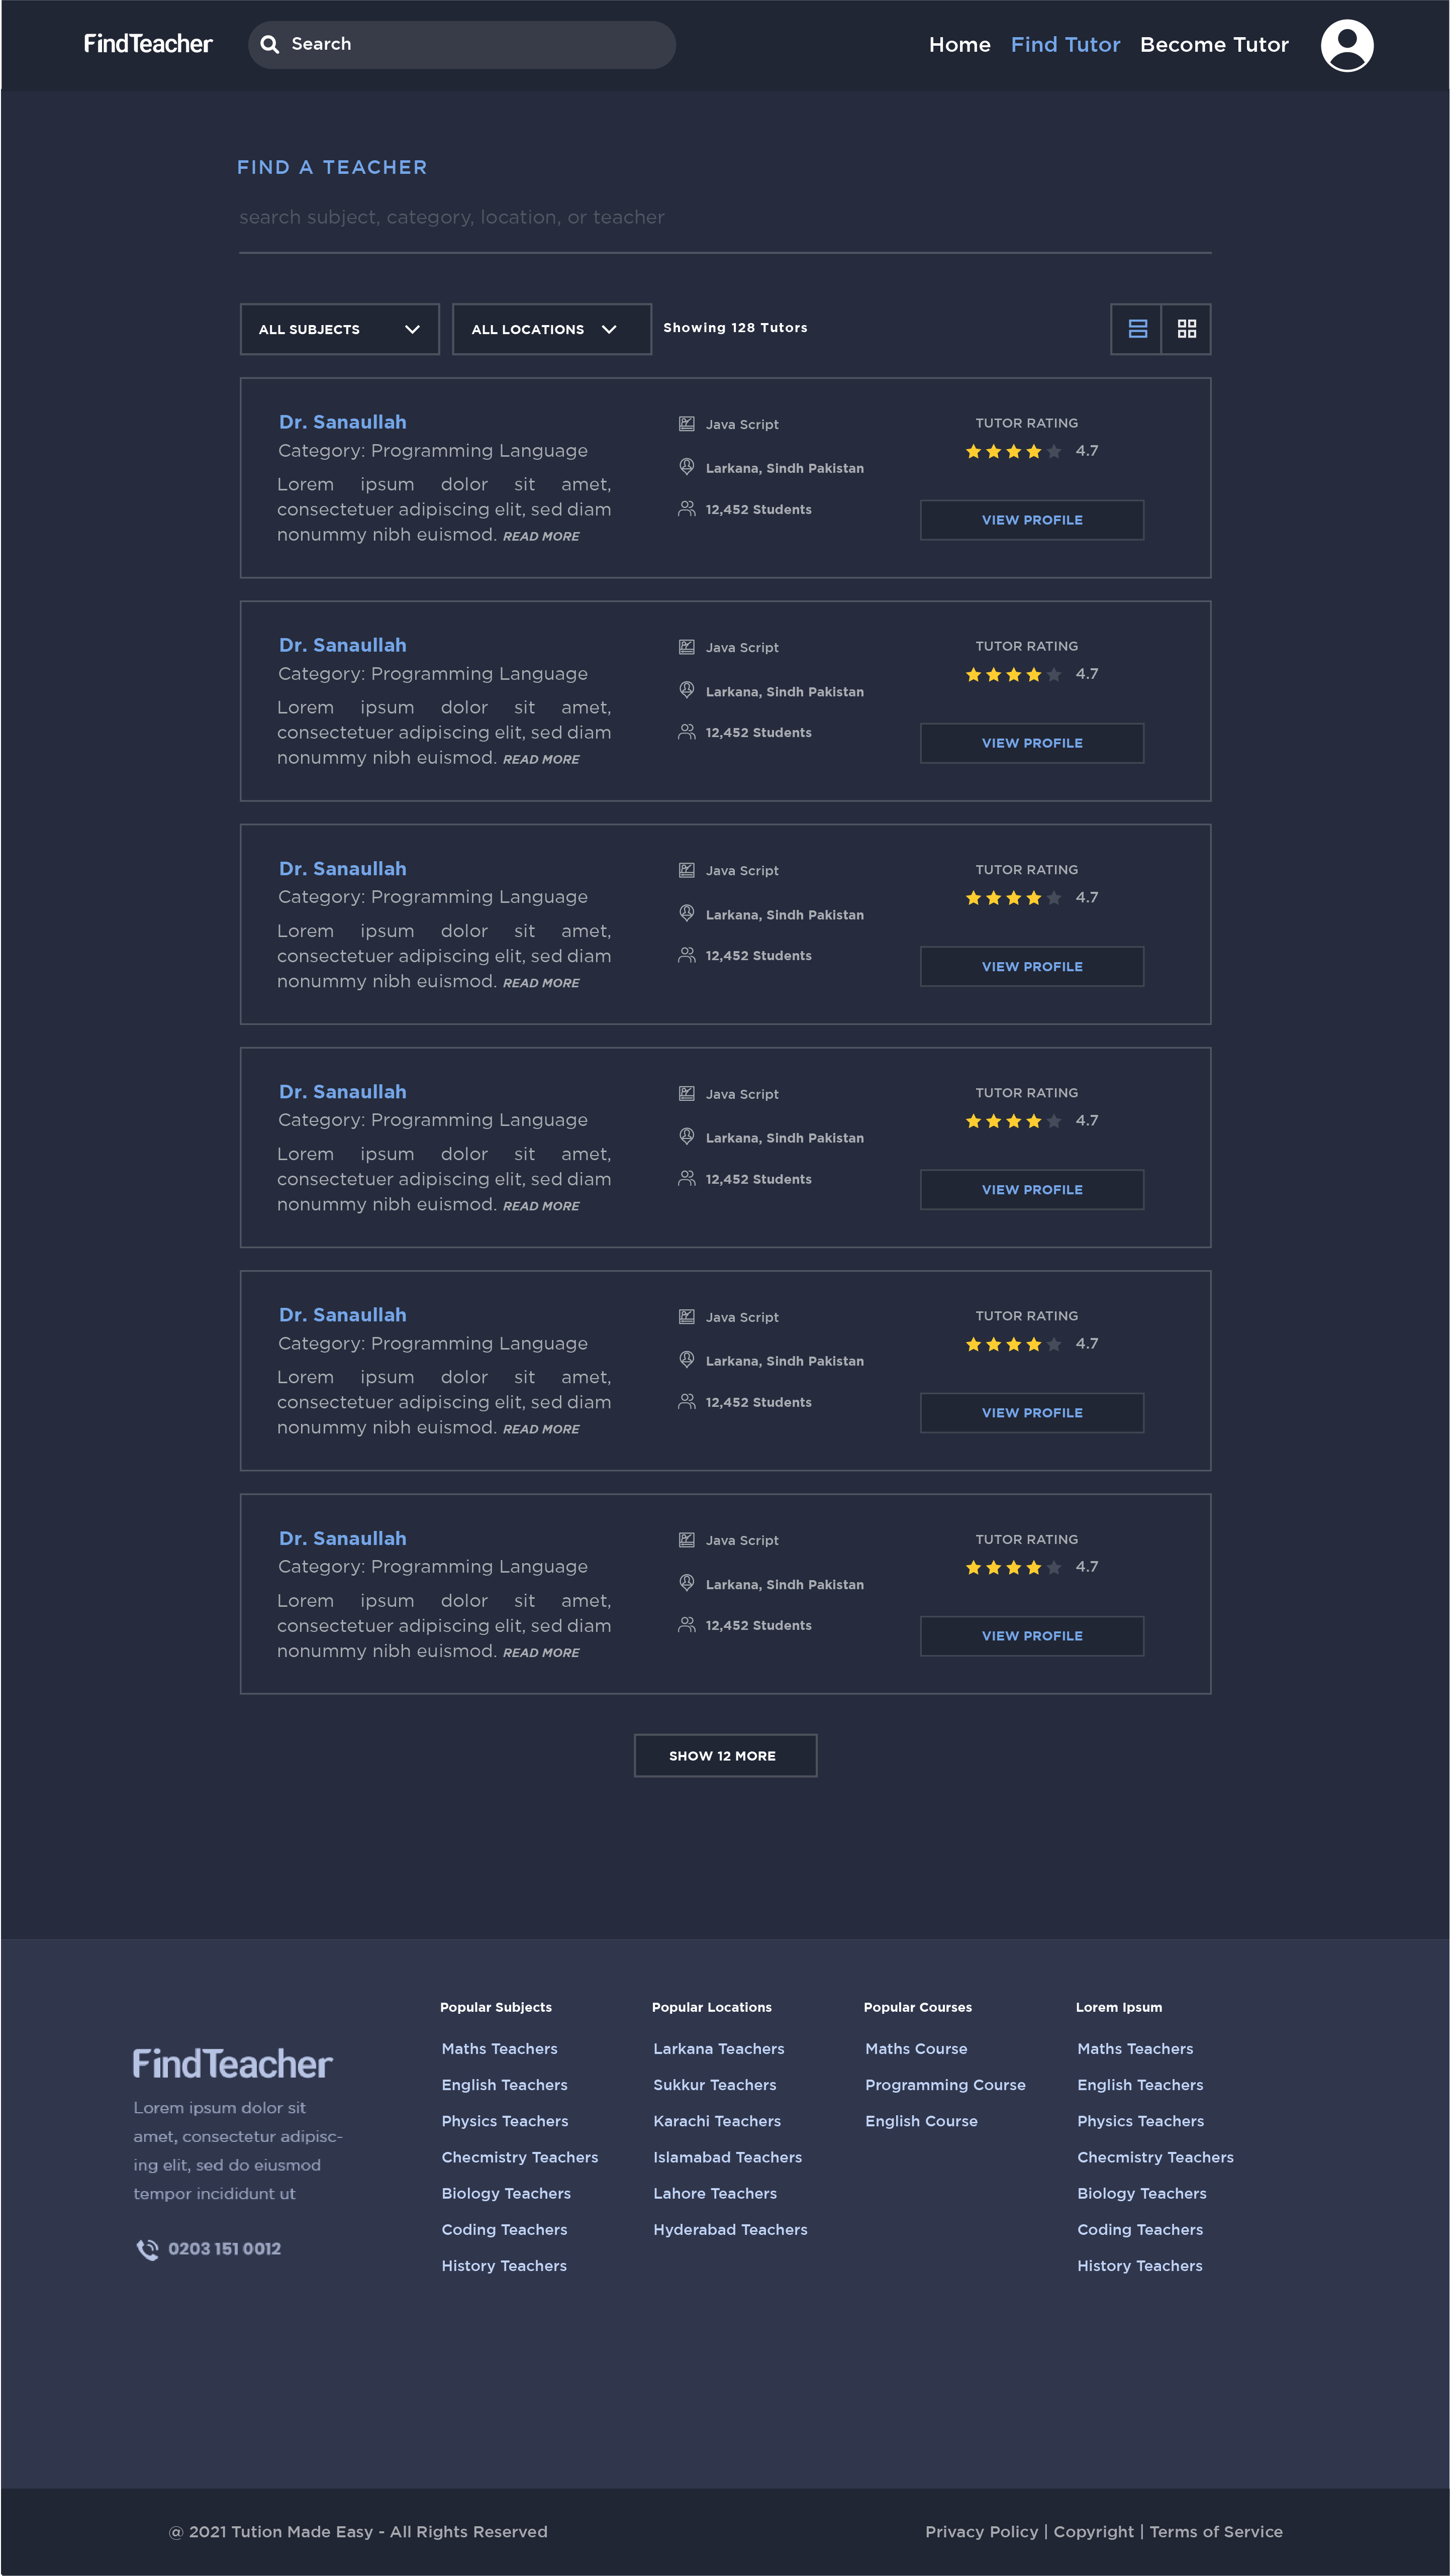 FindTeacher
Search
Home Find Tutor Become Tutor
FIND A TEACHER
search subject, category, location, or teacher
ALL SUBJECTS
ALL LOCATIONS
Showing 128 Tutors
Dr. Sanaullah
Category: Programming Language
Lorem ipsum dolor sit amet,
consectetuer adipiscing elit, sed diam
nonummy nibh euismod. READ MORE
Java Script
Larkana, Sindh Pakistan
12,452 Students
TUTOR RATING
4.7
VIEW PROFILE
Dr. Sanaullah
Category: Programming Language
Lorem ipsum dolor sit amet,
consectetuer adipiscing elit, sed diam
nonummy nibh euismod. READ MORE
Java Script
Larkana, Sindh Pakistan
12,452 Students
TUTOR RATING
4.7
VIEW PROFILE
Dr. Sanaullah
Category: Programming Language
Lorem ipsum dolor sit amet,
consectetuer adipiscing elit, sed diam
nonummy nibh euismod. READ MORE
Java Script
Larkana, Sindh Pakistan
12,452 Students
TUTOR RATING
4.7
VIEW PROFILE
Dr. Sanaullah
Category: Programming Language
Lorem ipsum dolor sit amet,
consectetuer adipiscing elit, sed diam
nonummy nibh euismod. READ MORE
Java Script
Larkana, Sindh Pakistan
12,452 Students
TUTOR RATING
4.7
VIEW PROFILE
Dr. Sanaullah
Category: Programming Language
Lorem ipsum dolor sit amet,
consectetuer adipiscing elit, sed diam
nonummy nibh euismod. READ MORE
Java Script
Larkana, Sindh Pakistan
12,452 Students
TUTOR RATING
4.7
VIEW PROFILE
Dr. Sanaullah
Category: Programming Language
Lorem ipsum dolor sit amet,
consectetuer adipiscing elit, sed diam
nonummy nibh euismod. READ MORE
Java Script
Larkana, Sindh Pakistan
12,452 Students
TUTOR RATING
4.7
VIEW PROFILE
SHOW 12 MORE
FindTeacher
Lorem ipsum dolor sit
amet, consectetur adipisc-
ing elit, sed do eiusmod
tempor incididunt ut
0203 151 0012
Popular Subjects
Maths Teachers
English Teachers
Physics Teachers
Checmistry Teachers
Biology Teachers
Coding Teachers
History Teachers
Popular Locations
Larkana Teachers
Sukkur Teachers
Karachi Teachers
Islamabad Teachers
Lahore Teachers
Hyderabad Teachers
Popular Courses
Maths Course
Programming Course
English Course
Lorem Ipsum
Maths Teachers
English Teachers
Physics Teachers
Checmistry Teachers
Biology Teachers
Coding Teachers
History Teachers
@ 2021 Tution Made Easy - All Rights Reserved
Privacy Policy | Copyright | Terms of Service